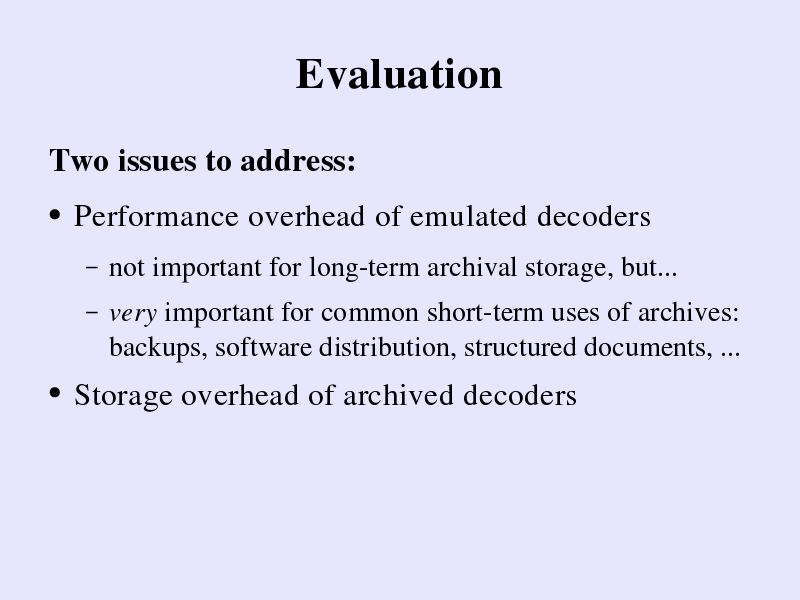 Evaluation
Two issues to address:
• Performance overhead of emulated decoders
– not important for long-term archival storage, but...
– very important for common short-term uses of archives:
backups, software distribution, structured documents, ...
• Storage overhead of archived decoders